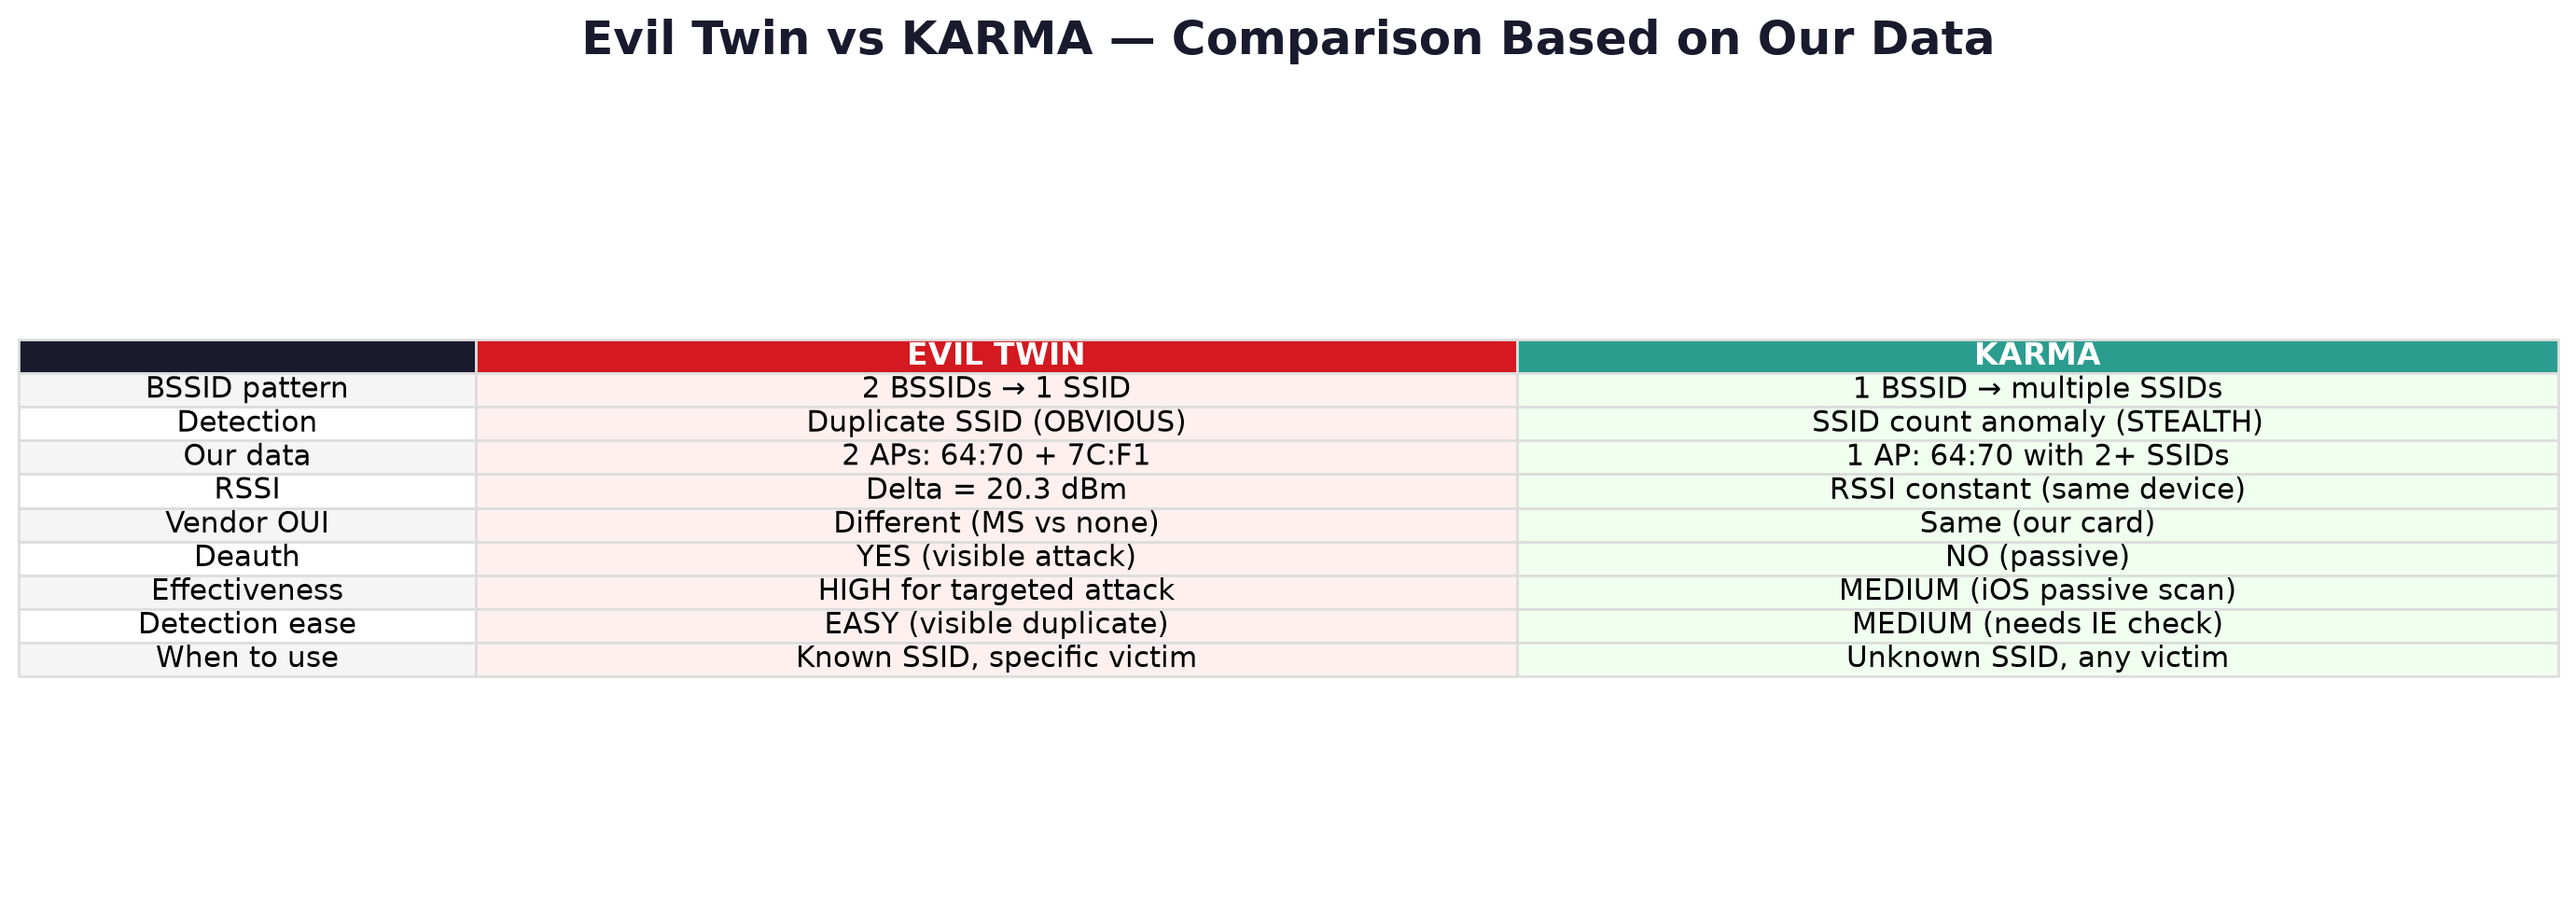 Evil Twin vs KARMA — Comparison Based on Our Data
EVIL TWIN KARMA
BSSID pattern 2 BSSIDs → 1 SSID 1 BSSID → multiple SSIDs
Detection Duplicate SSID (OBVIOUS) SSID count anomaly (STEALTH)
Our data 2 APs: 64:70 + 7C:F1 1 AP: 64:70 with 2+ SSIDs
RSSI Delta = 20.3 dBm RSSI constant (same device)
Vendor OUI Different (MS vs none) Same (our card)
Deauth YES (visible attack) NO (passive)
Effectiveness HIGH for targeted attack MEDIUM (iOS passive scan)
Detection ease EASY (visible duplicate) MEDIUM (needs IE check)
When to use Known SSID, specific victim Unknown SSID, any victim